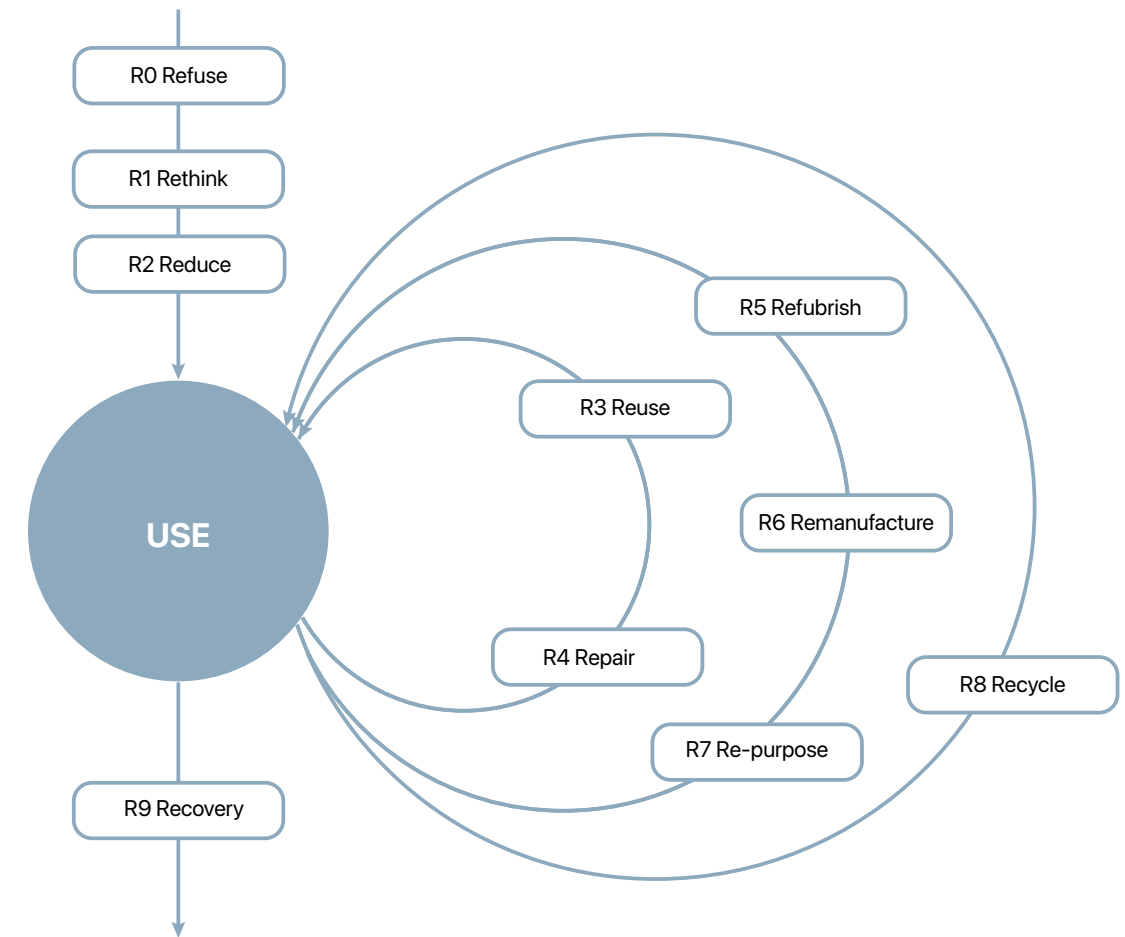 R0 Refuse
R1 Rethink
R2 Reduce
R5 Refubrish
R3 Reuse
USE
R6 Remanufacture
R4 Repair
R8 Recycle
R7 Re-purpose
R9 Recovery